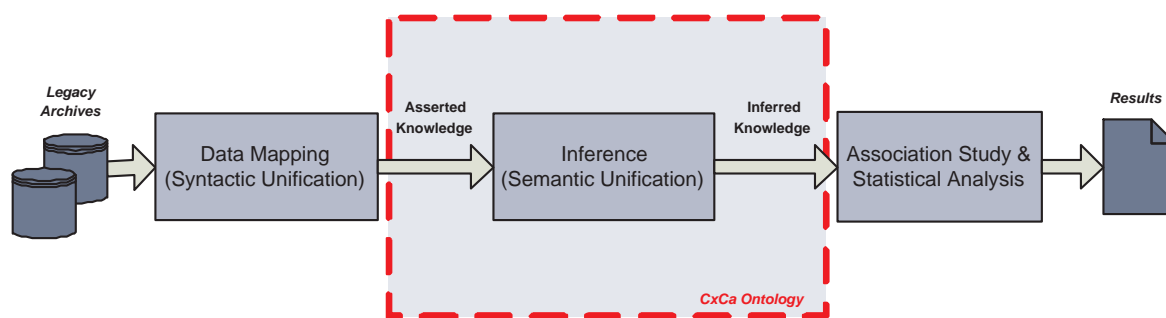 Legacy
Archives
Data Mapping
(Syntactic Unification)
Asserted
Knowledge
Inference
(Semantic Unification)
Inferred
Knowledge
Association Study &
Statistical Analysis
Results
CxCa Ontology